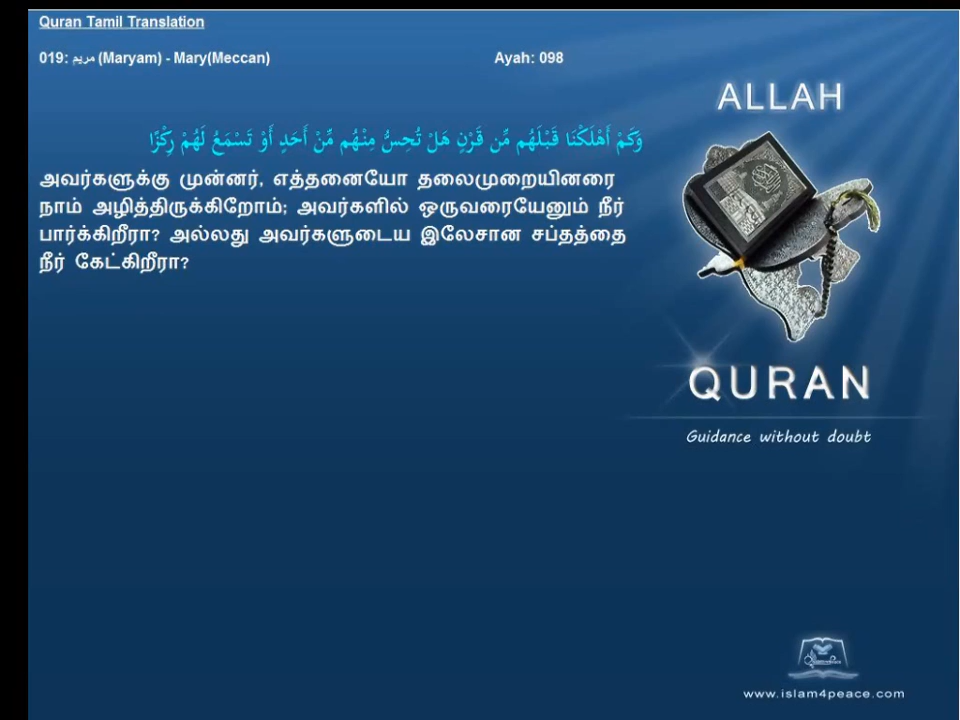 Quran Tamil Translation
019: مريم (Maryam) - Mary(Meccan) Ayah: 098
وَكَمْ أَهْلَكْنَا قَبْلَهُم مِّن قَرْنٍ هَلْ تُحِسُّ مِنْهُم مِّنْ أَحَدٍ أَوْ تَسْمَعُ لَهُمْ رِكْزًا
அவர்களுக்கு முன்னர், எத்தனையோ தலைமுறையினரை
நாம் அழித்திருக்கிறோம்; அவர்களில் ஒருவரையேனும் நீர்
பார்க்கிறீரா? அல்லது அவர்களுடைய இலேசான சப்தத்தை
நீர் கேட்கிறீரா?
ALLAH
QURAN
Guidance without doubt
www.islam4peace.com